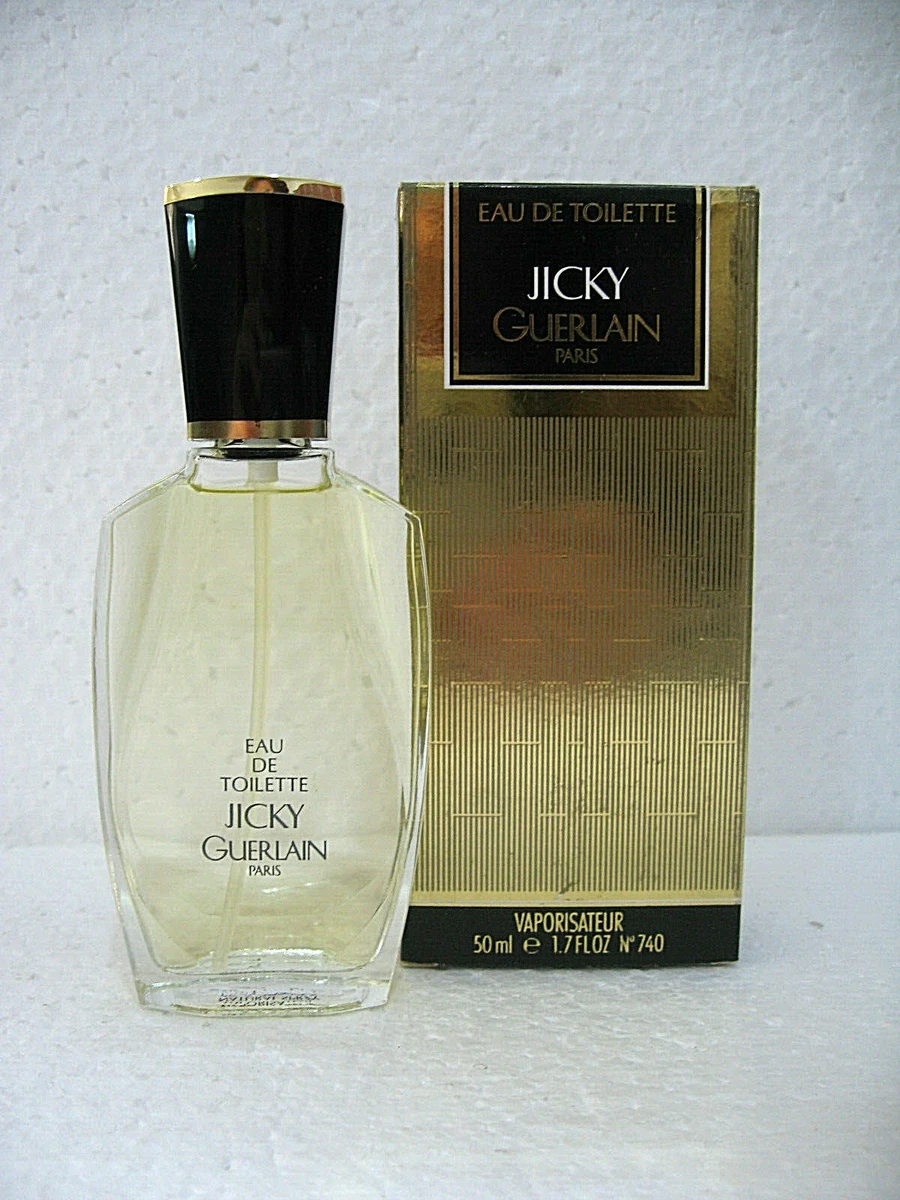 EAU
DE
TOILETTE
JICKY
GUERLAIN
PARIS
EAU DE TOILETTE
JICKY
GUERLAIN
PARIS
VAPORISATEUR
50 ml e 1.7 FL OZ Nº 740